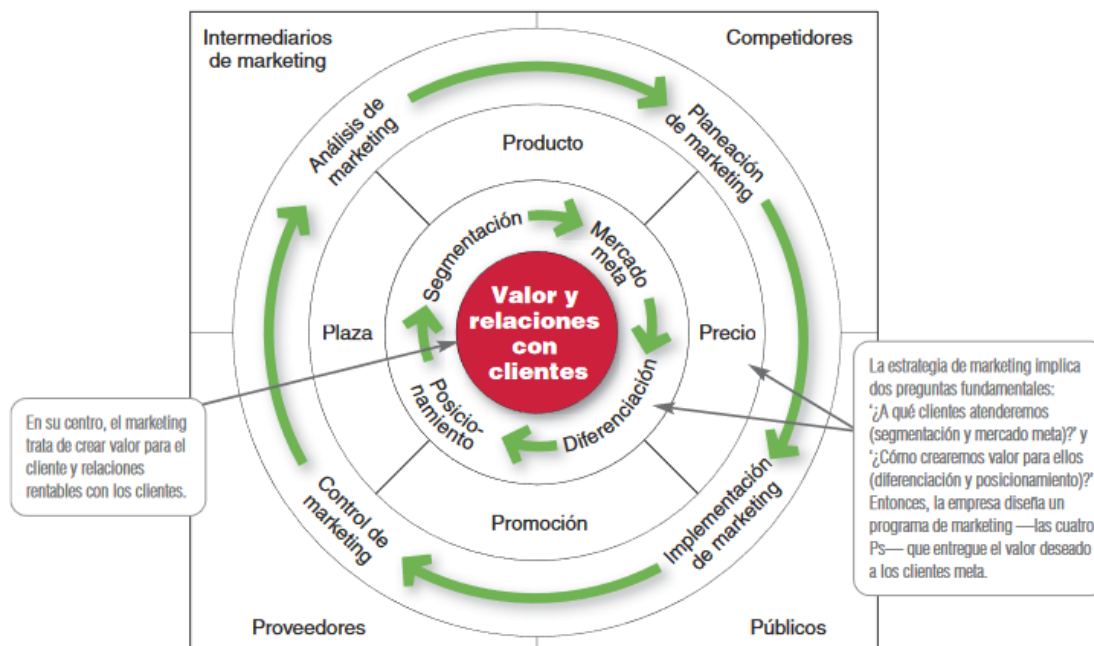 Intermediarios
de marketing
Competidores
Análisis de
marketing
Planeación
de marketing
Producto
Segmentación
Mercado
meta
Valor y
relaciones
con
clientes
Plaza
Precio
Posicio-
namiento
Diferenciación
En su centro, el marketing
trata de crear valor para el
cliente y relaciones
rentables con los clientes.
La estrategia de marketing implica
dos preguntas fundamentales:
'¿A qué clientes atenderemos
(segmentación y mercado meta)?' y
'¿Cómo crearemos valor para ellos
(diferenciación y posicionamiento)?'
Entonces, la empresa diseña un
programa de marketing —las cuatro
Ps— que entregue el valor deseado
a los clientes meta.
Control de
marketing
Promoción
Implementación
de marketing
Proveedores
Públicos